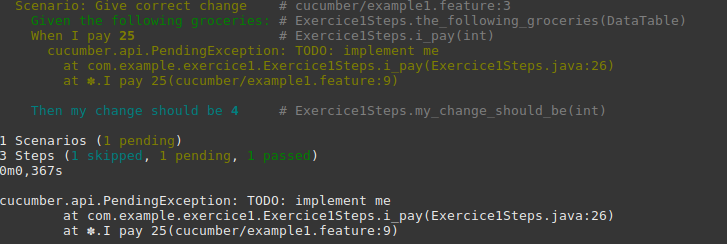 Scenario: Give correct change # cucumber/example1.feature:3
Given the following groceries: # Exercice1Steps.the_following_groceries(DataTable)
When I pay 25 # Exercice1Steps.i_pay(int)
cucumber.api.PendingException: TODO: implement me
at com.example.exercice1.Exercice1Steps.i_pay(Exercice1Steps.java:26)
at ✽.I pay 25(cucumber/example1.feature:9)
Then my change should be 4 # Exercice1Steps.my_change_should_be(int)
1 Scenarios (1 pending)
3 Steps (1 skipped, 1 pending, 1 passed)
0m0,367s
cucumber.api.PendingException: TODO: implement me
at com.example.exercice1.Exercice1Steps.i_pay(Exercice1Steps.java:26)
at ✽.I pay 25(cucumber/example1.feature:9)